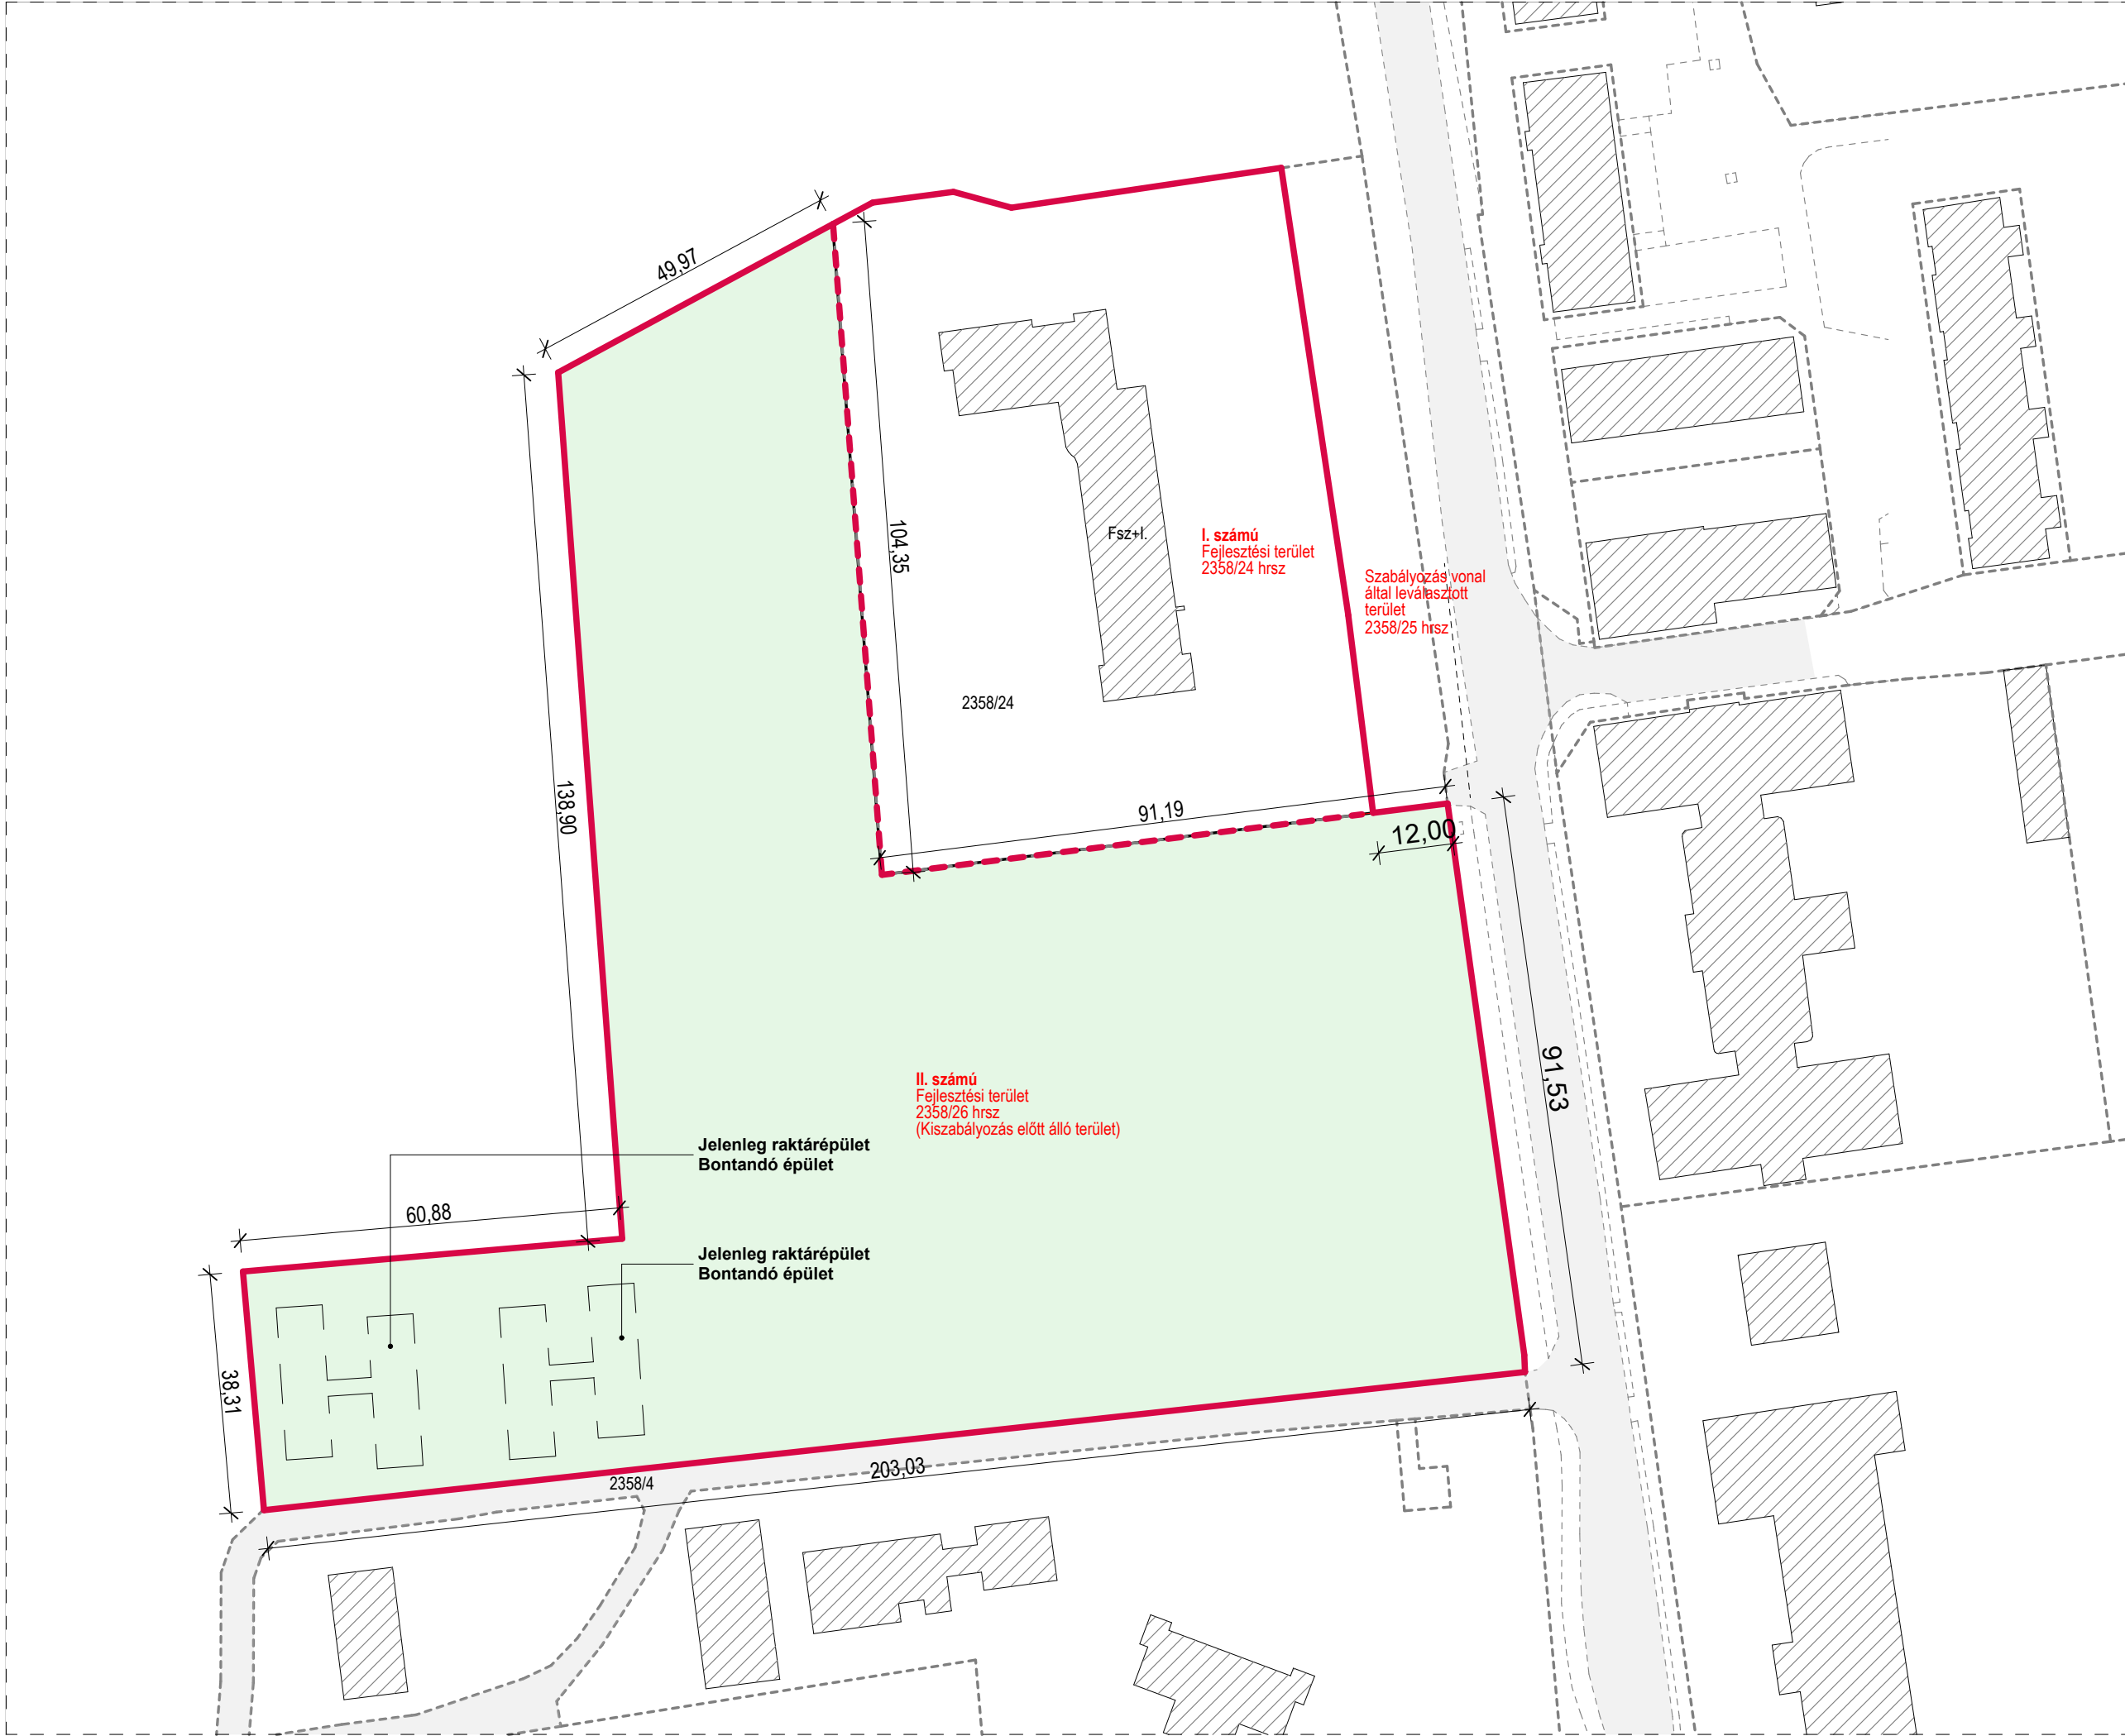 49,97
104,35
Fsz+I.
I. számú
Fejlesztési terület
2358/24 hrsz
Szabályozás vonal
által leválasztott
terület
2358/25 hrsz
2358/24
138,90
91,19
12,00
91,53
II. számú
Fejlesztési terület
2358/26 hrsz
(Kiszabályozás előtt álló terület)
Jelenleg raktárépület
Bontandó épület
60,88
Jelenleg raktárépület
Bontandó épület
38,31
203,03
2358/4